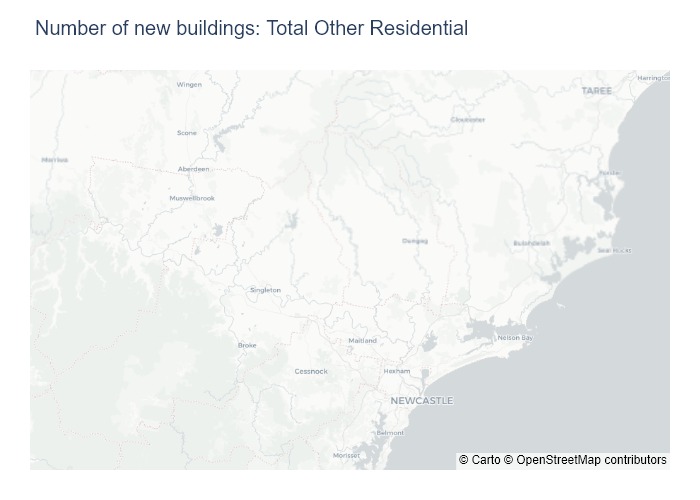 Number of new buildings: Total Other Residential
Wingen
Harrington
TAREE
Gloucester
Scone
Merriwa
Aberdeen
Muswellbrook
Dungog
Bulahdelah
Seal Rocks
Singleton
Broke
Maitland
Nelson Bay
Cessnock
Hexham
NEWCASTLE
Belmont
Morisset
© Carto © OpenStreetMap contributors